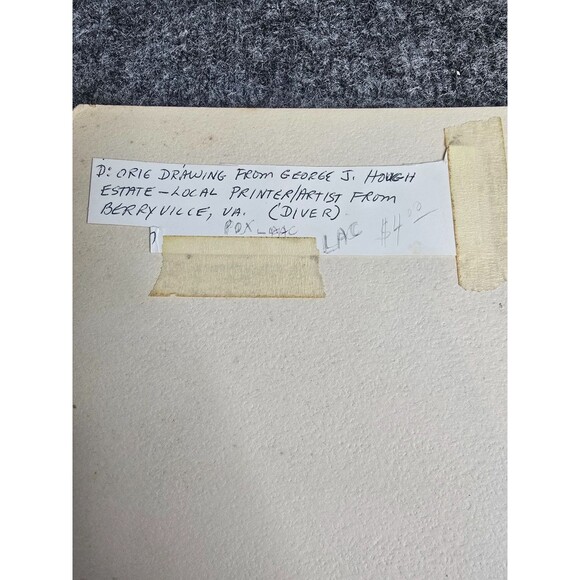 D: ORIG DRAWING FROM GEORGE J. HOUGH
ESTATE - LOCAL PRINTER/ARTIST FROM
BERRYVILLE, VA. (DIVER)
LAC $4.00